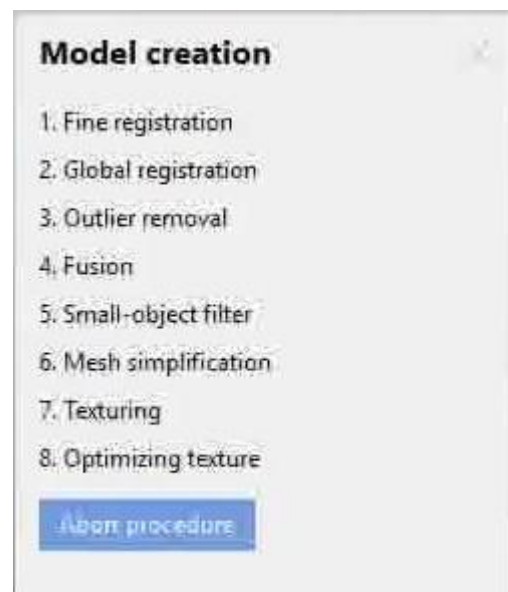 Model creation
1. Fine registration
2. Global registration
3. Outlier removal
4. Fusion
5. Small-object filter
6. Mesh simplification
7. Texturing
8. Optimizing texture
Abort procedure